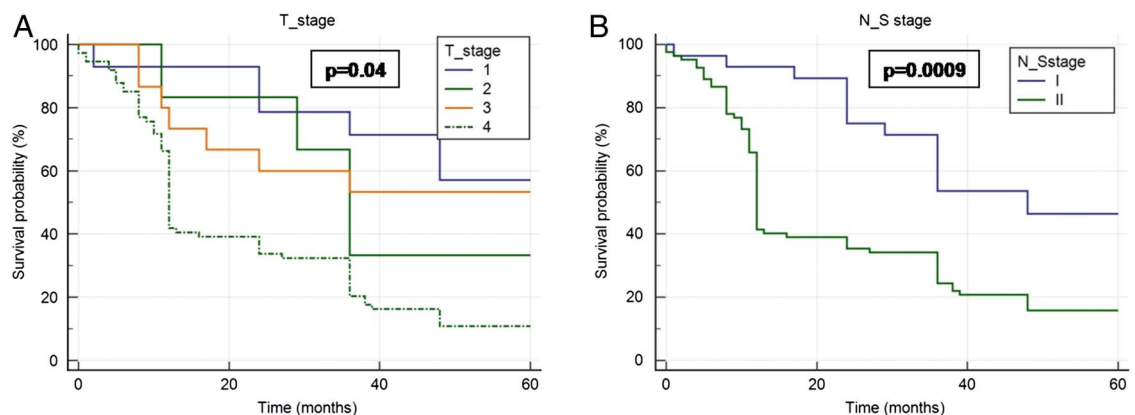 A
T_stage
p=0.04
T_stage
1
2
3
4
Survival probability (%)
100
80
60
40
20
0
0 20 40 60
Time (months)
B
N_S stage
p=0.0009
N_Sstage
I
II
Survival probability (%)
100
80
60
40
20
0
0 20 40 60
Time (months)